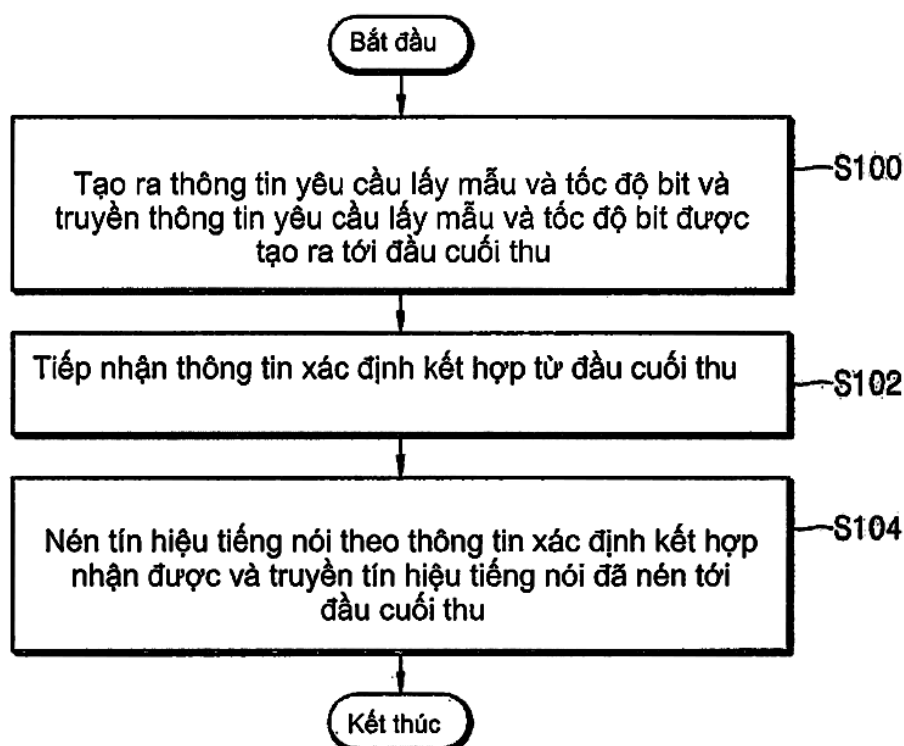 Bắt đầu
Tạo ra thông tin yêu cầu lấy mẫu và tốc độ bit và
truyền thông tin yêu cầu lấy mẫu và tốc độ bit được
tạo ra tới đầu cuối thu
S100
Tiếp nhận thông tin xác định kết hợp từ đầu cuối thu
S102
Nén tín hiệu tiếng nói theo thông tin xác định kết hợp
nhận được và truyền tín hiệu tiếng nói đã nén tới
đầu cuối thu
S104
Kết thúc